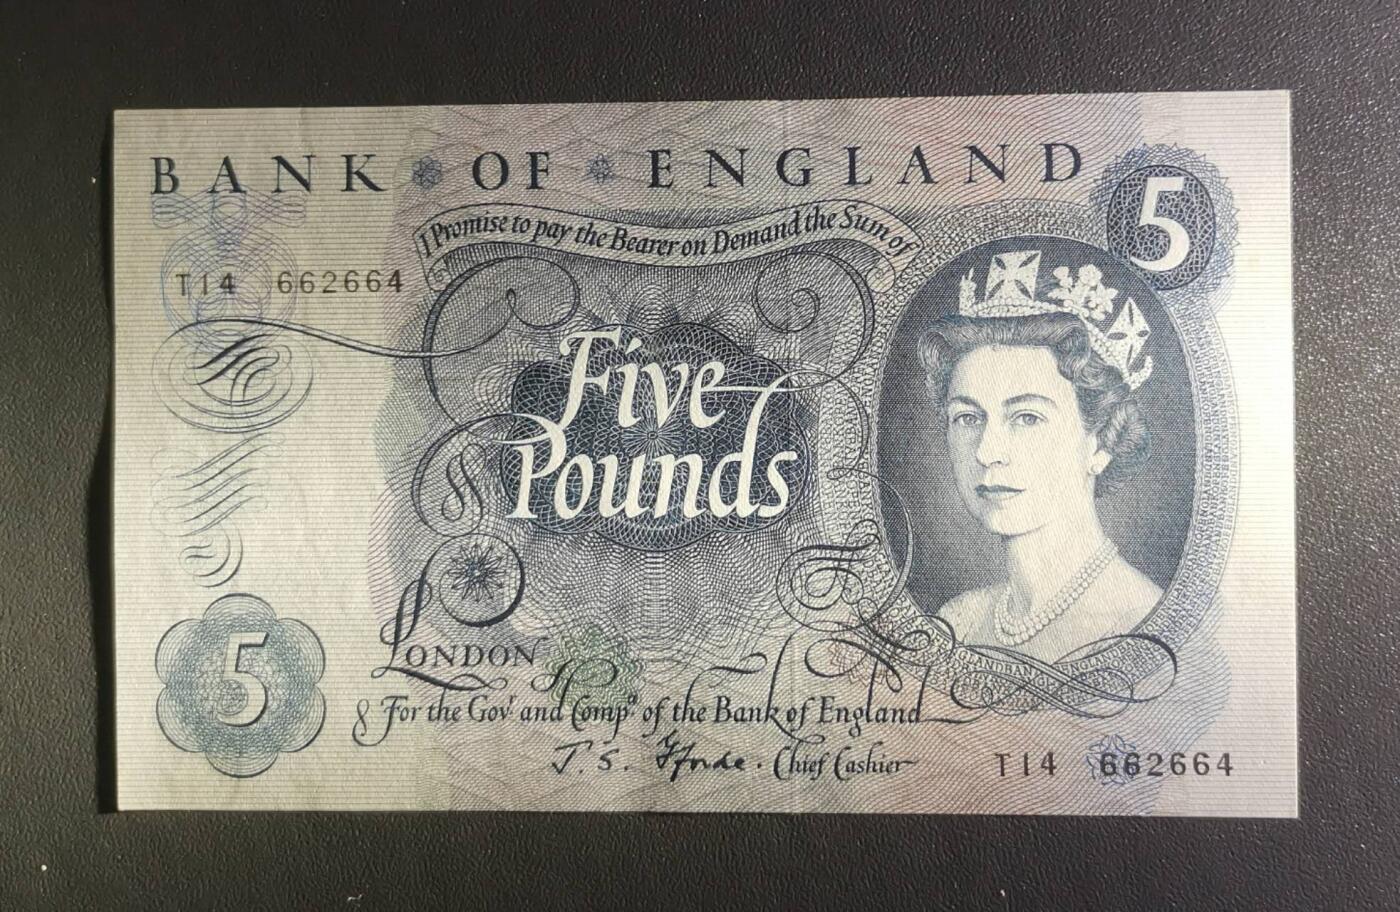 BANK OF ENGLAND
5
I Promise to pay the Bearer on Demand the Sum of
T14 662664
Five
Pounds
LONDON
5
For the Govr and Compa of the Bank of England
J. S. Fforde. Chief Cashier
T14 662664